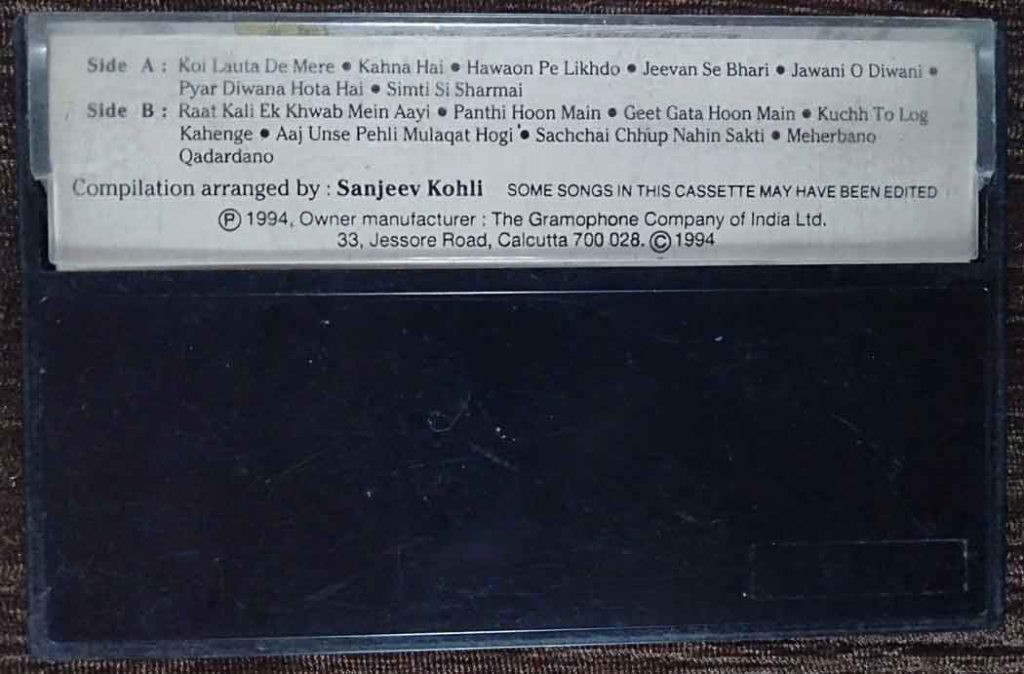 Side A : Koi Lauta De Mere • Kahna Hai • Hawaon Pe Likhdo • Jeevan Se Bhari • Jawani O Diwani •
Pyar Diwana Hota Hai • Simti Si Sharmai
Side B : Raat Kali Ek Khwab Mein Aayi • Panthi Hoon Main • Geet Gata Hoon Main • Kuchh To Log
Kahenge • Aaj Unse Pehli Mulaqat Hogi • Sachchai Chhup Nahin Sakti • Meherbano
Qadardano
Compilation arranged by : Sanjeev Kohli SOME SONGS IN THIS CASSETTE MAY HAVE BEEN EDITED
Ⓟ 1994, Owner manufacturer : The Gramophone Company of India Ltd.
33, Jessore Road, Calcutta 700 028. © 1994